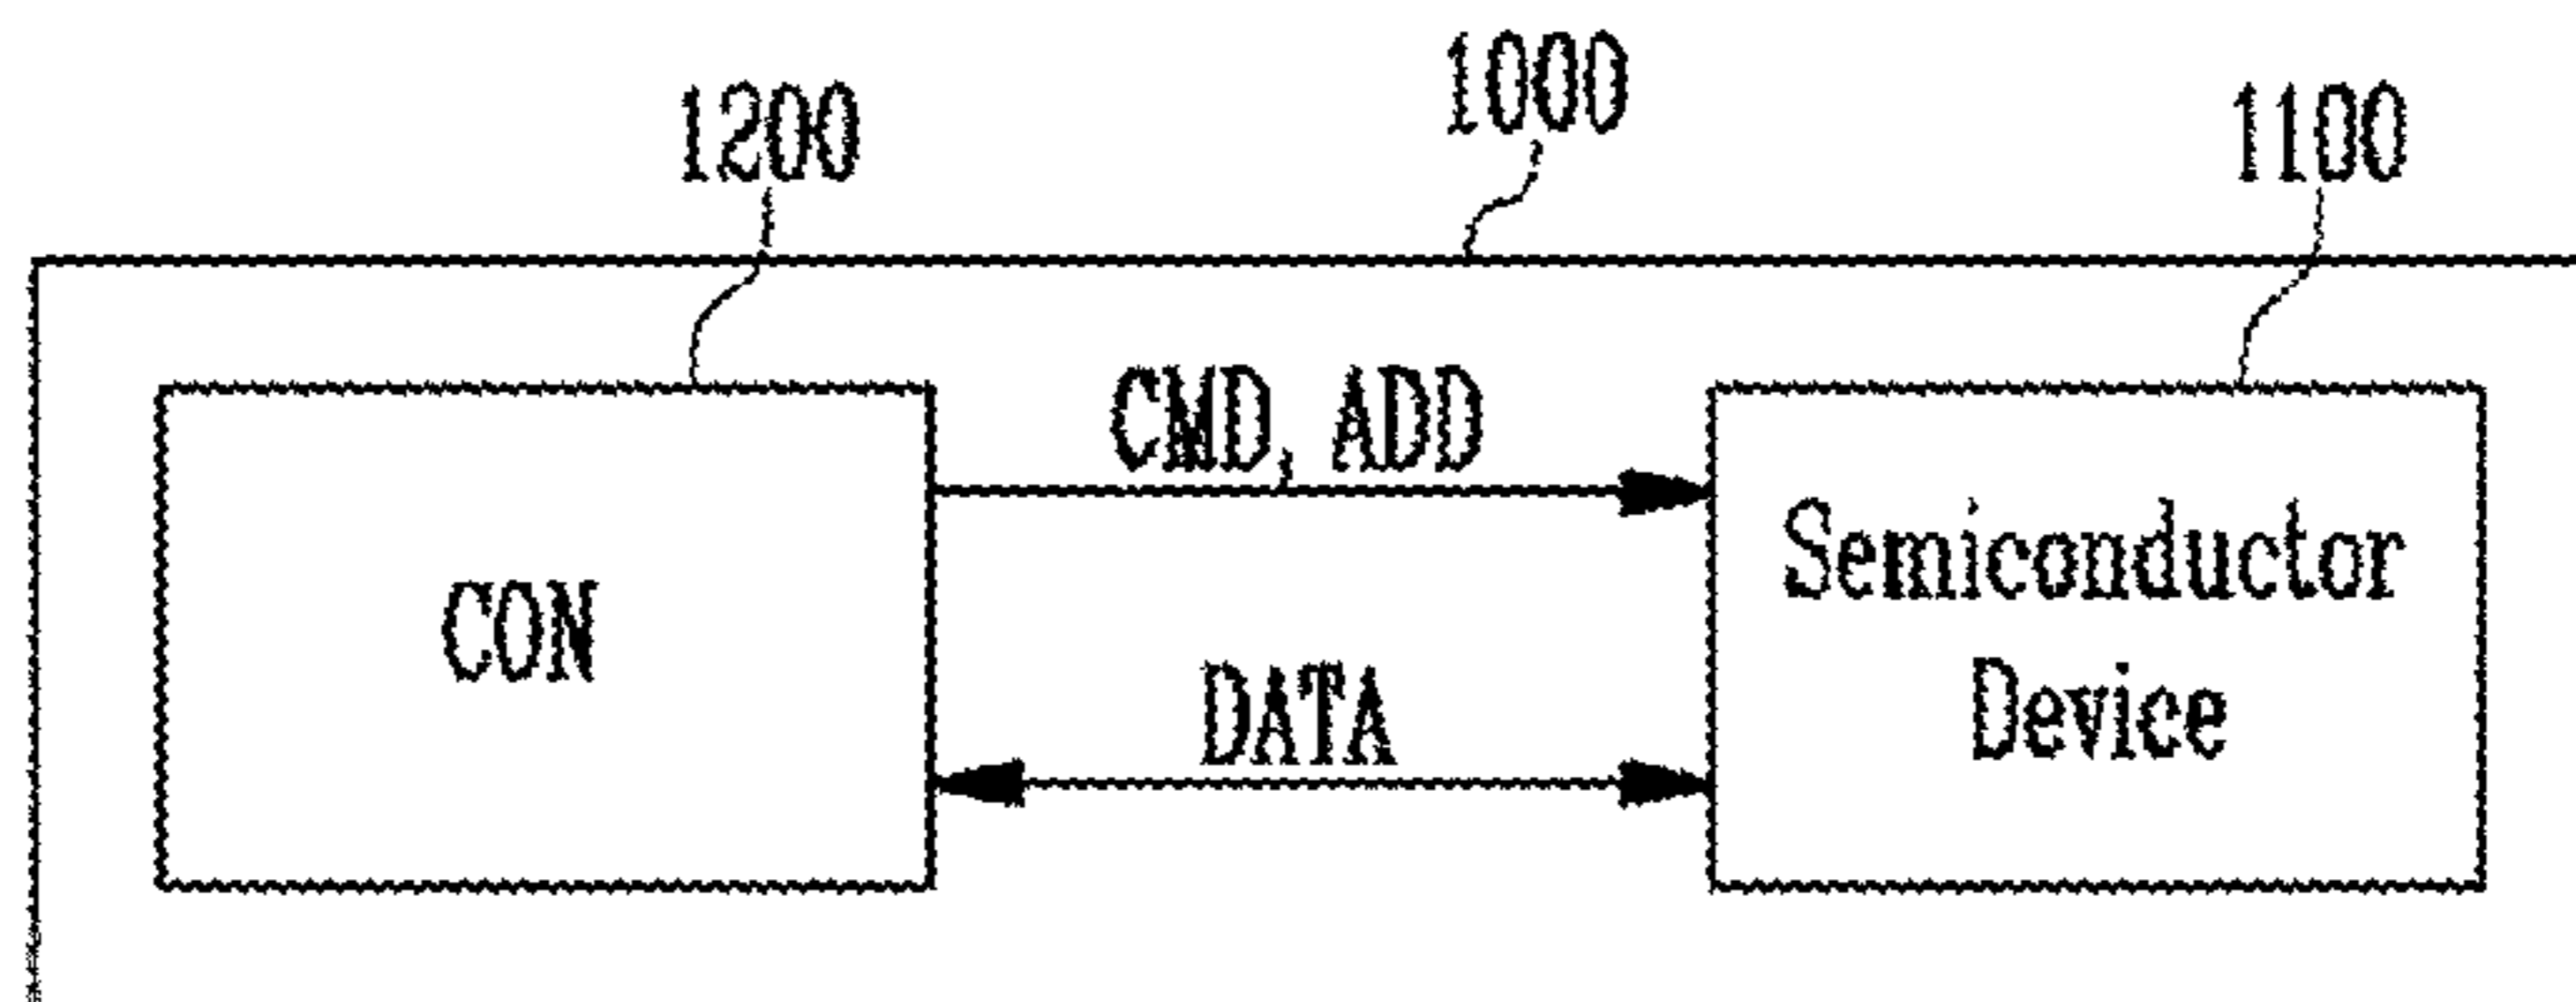 1000
1200
1100
CMD, ADD
CON
Semiconductor
Device
DATA